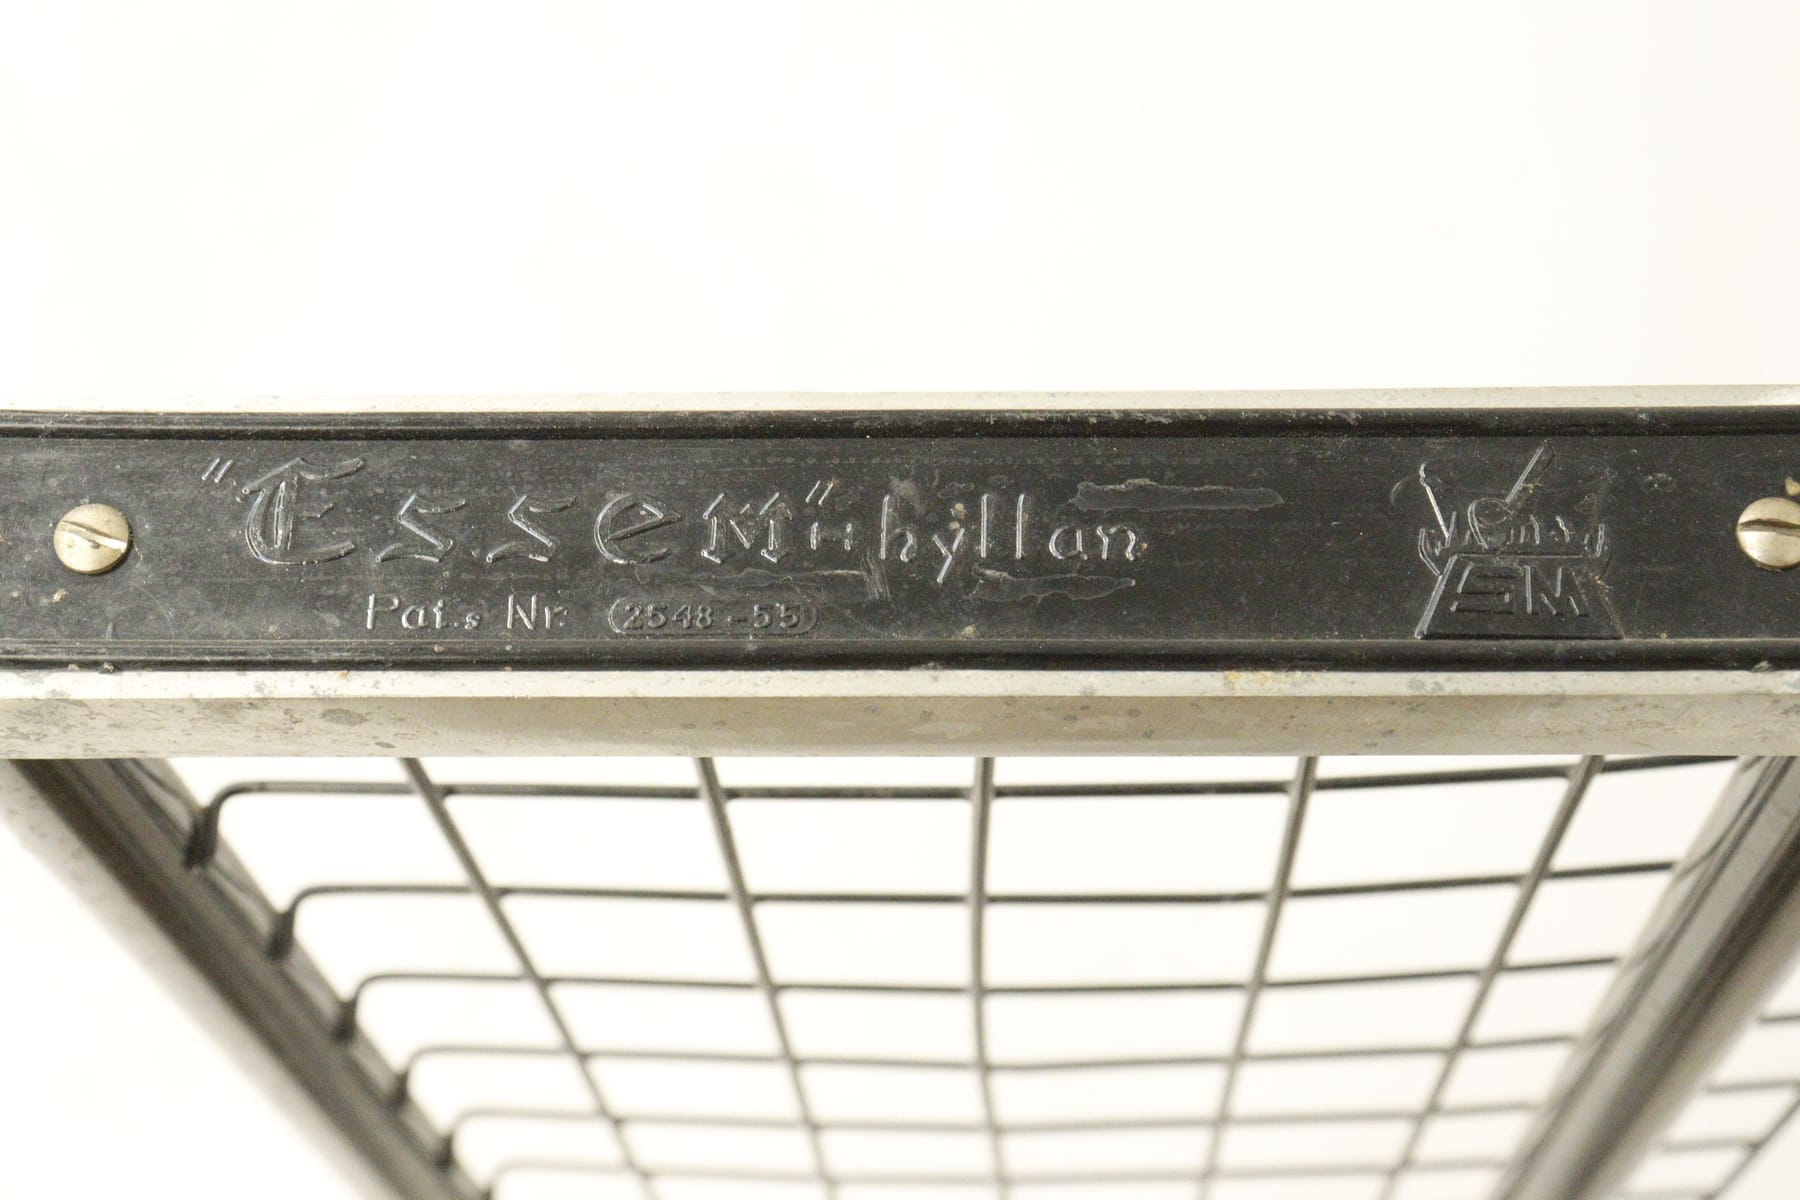 "Essem"-hyllan
Pat.s Nr. 2548-55
SM